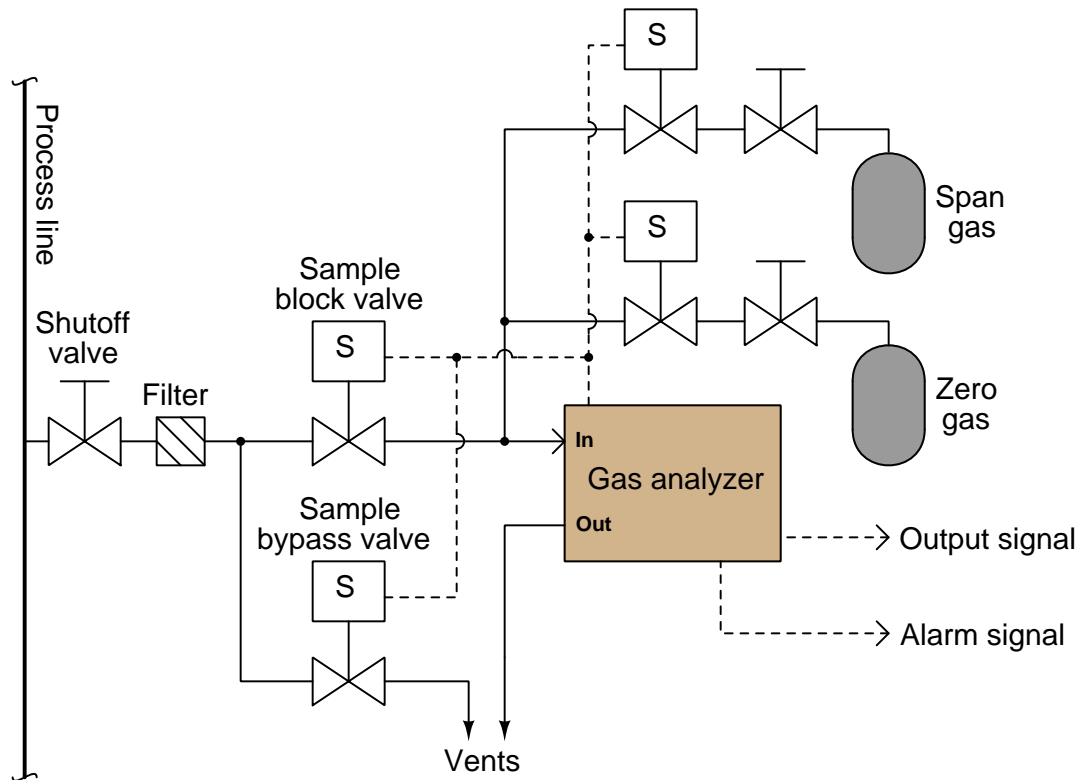 S
Span
gas
S
Process line
Sample
block valve
S
Shutoff
valve
Filter
Zero
gas
In
Gas analyzer
Out
Sample
bypass valve
S
Output signal
Alarm signal
Vents